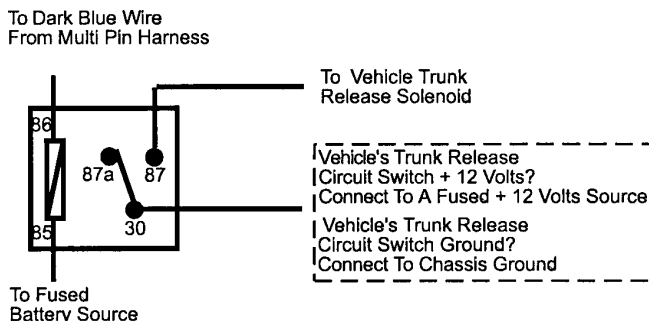 To Dark Blue Wire
From Multi Pin Harness
To Vehicle Trunk
Release Solenoid
86
87a
87
85
30
Vehicle's Trunk Release
Circuit Switch + 12 Volts?
Connect To A Fused + 12 Volts Source
Vehicle's Trunk Release
Circuit Switch Ground?
Connect To Chassis Ground
To Fused
Battery Source